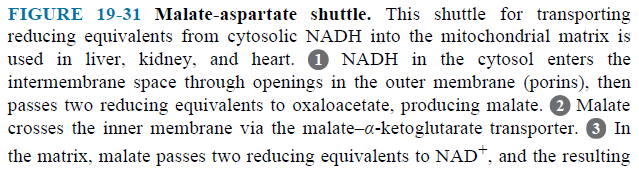 FIGURE 19-31 Malate-aspartate shuttle. This shuttle for transporting
reducing equivalents from cytosolic NADH into the mitochondrial matrix is
used in liver, kidney, and heart. ❶ NADH in the cytosol enters the
intermembrane space through openings in the outer membrane (porins), then
passes two reducing equivalents to oxaloacetate, producing malate. ❷ Malate
crosses the inner membrane via the malate–α-ketoglutarate transporter. ❸ In
the matrix, malate passes two reducing equivalents to NAD⁺, and the resulting